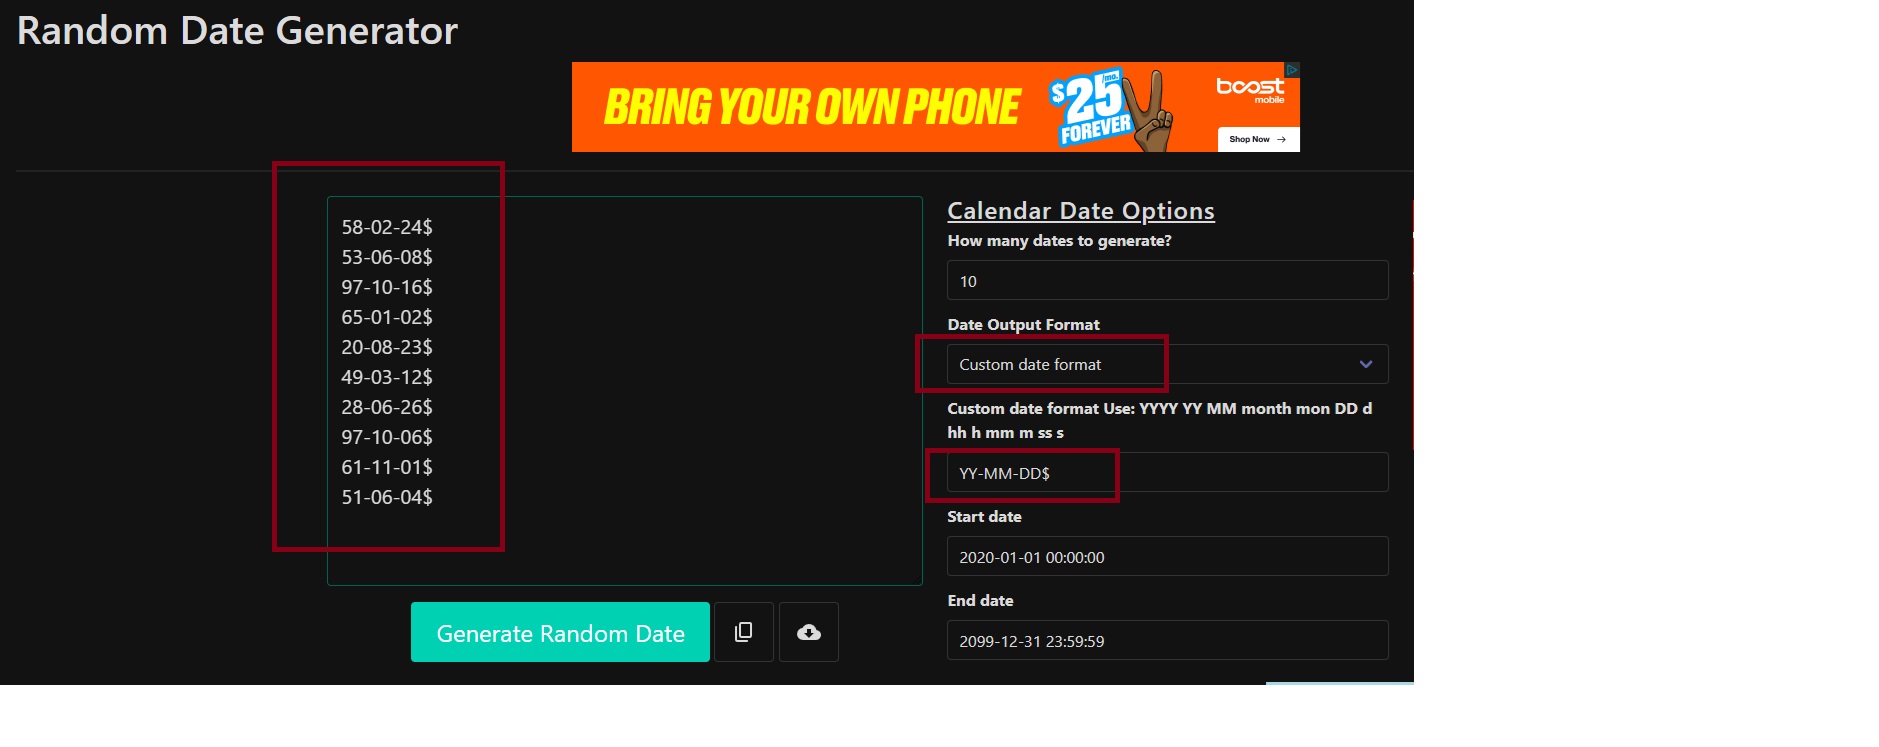 Random Date Generator
BRING YOUR OWN PHONE
$25
/mo.
FOREVER
boost
mobile
Shop Now →
58-02-24$
53-06-08$
97-10-16$
65-01-02$
20-08-23$
49-03-12$
28-06-26$
97-10-06$
61-11-01$
51-06-04$
Generate Random Date
Calendar Date Options
How many dates to generate?
10
Date Output Format
Custom date format
Custom date format Use: YYYY YY MM month mon DD d
hh h mm m ss s
YY-MM-DD$
Start date
2020-01-01 00:00:00
End date
2099-12-31 23:59:59